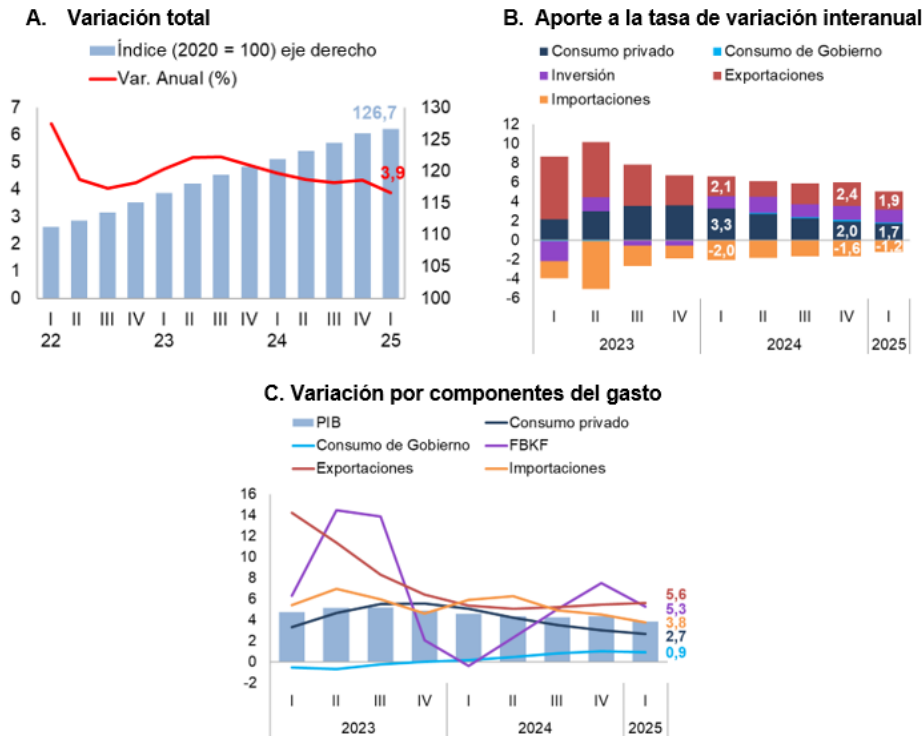 A. Variación total
Índice (2020 = 100) eje derecho
Var. Anual (%)
7 130
126,7
6 125
5 120
4 3,9
3 115
2 110
1 105
0 100
I II III IV I II III IV I II III IV I
22 23 24 25
B. Aporte a la tasa de variación interanual
Consumo privado Consumo de Gobierno
Inversión Exportaciones
Importaciones
12
10
8
6
4
2
0
-2
-4
-6
2,1 2,4 1,9
3,3 2,0 1,7
-2,0 -1,6 -1,2
I II III IV I II III IV I
2023 2024 2025
C. Variación por componentes del gasto
PIB Consumo privado
Consumo de Gobierno FBKF
Exportaciones Importaciones
16
14
12
10
8
6
4
2
0
-2
5,6
5,3
3,8
2,7
0,9
I II III IV I II III IV I
2023 2024 2025